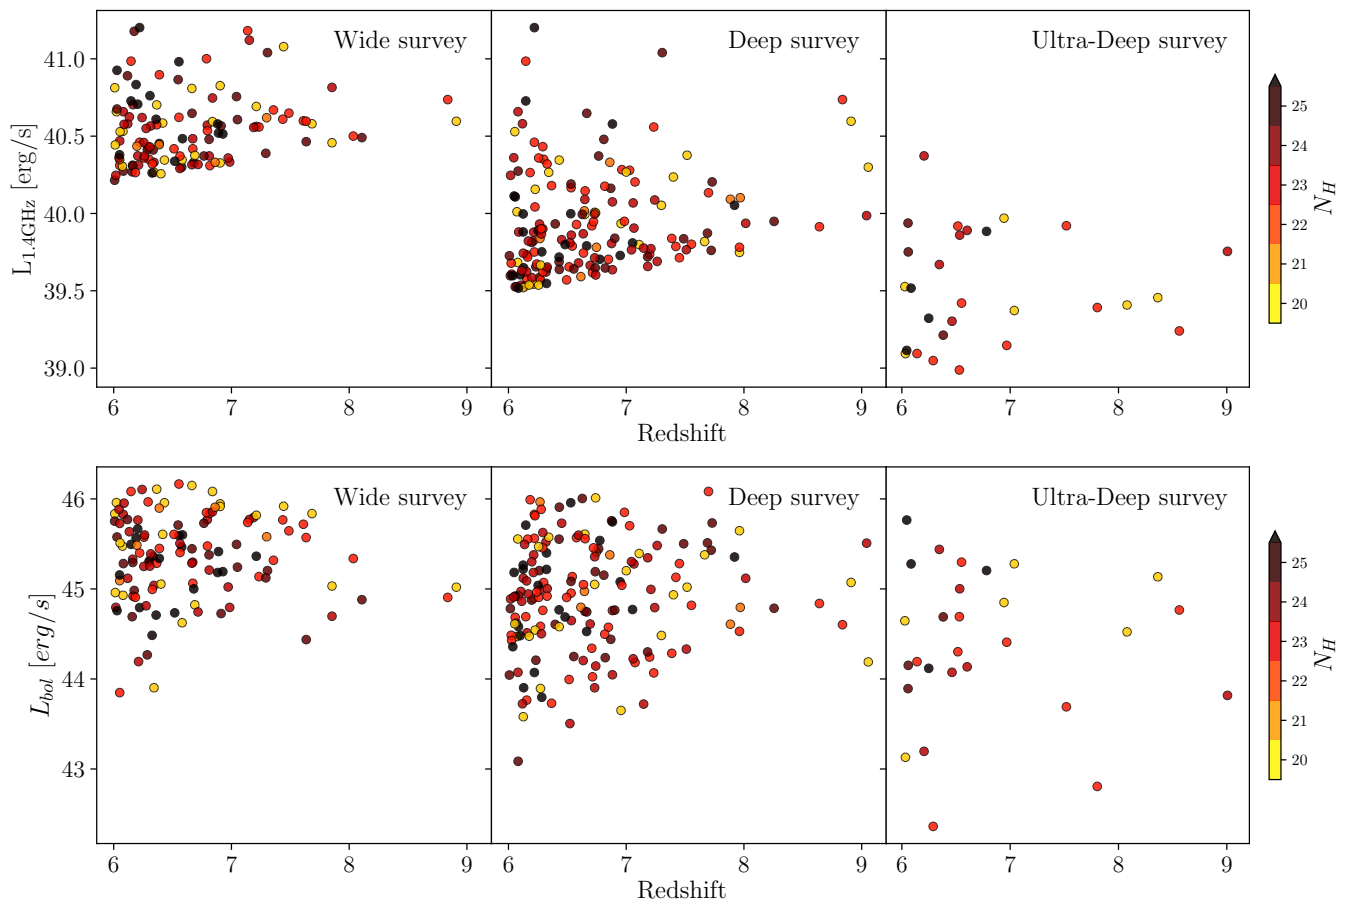 Wide survey
Deep survey
Ultra-Deep survey
41.0
40.5
40.0
39.5
39.0
L1.4GHz [erg/s]
6 7 8 9
6 7 8 9
6 7 8 9
Redshift
25
24
23
22
21
20
NH
Wide survey
Deep survey
Ultra-Deep survey
46
45
44
43
Lbol [erg/s]
6 7 8 9
6 7 8 9
6 7 8 9
Redshift
25
24
23
22
21
20
NH